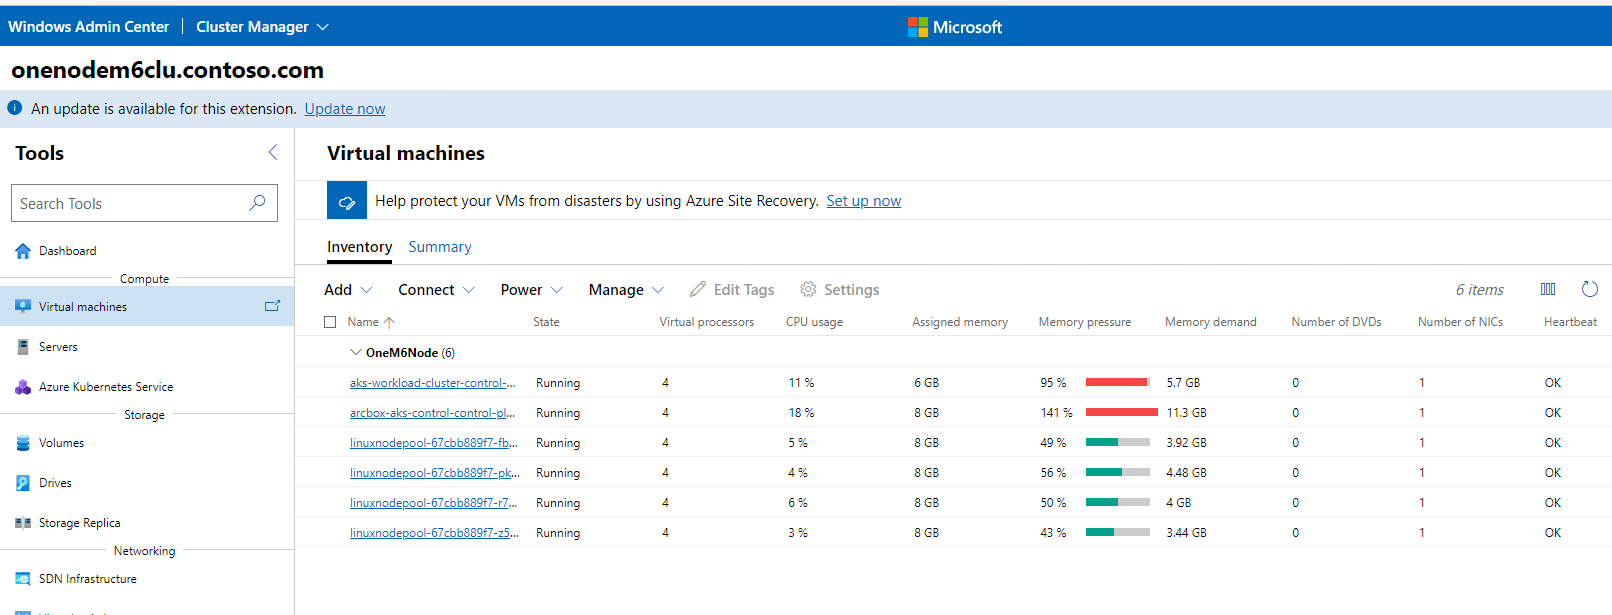 Windows Admin Center | Cluster Manager Microsoft
onenodem6clu.contoso.com
An update is available for this extension. Update now
Tools
Search Tools
Dashboard
Compute
Virtual machines
Servers
Azure Kubernetes Service
Storage
Volumes
Drives
Storage Replica
Networking
SDN Infrastructure
Virtual machines
Help protect your VMs from disasters by using Azure Site Recovery. Set up now
Inventory Summary
Add Connect Power Manage Edit Tags Settings 6 items
Name State Virtual processors CPU usage Assigned memory Memory pressure Memory demand Number of DVDs Number of NICs Heartbeat
OneM6Node (6)
aks-workload-cluster-control-... Running 4 11 % 6 GB 95 % 5.7 GB 0 1 OK
arcbox-aks-control-control-pl... Running 4 18 % 8 GB 141 % 11.3 GB 0 1 OK
linuxnodepool-67cbb889f7-fb... Running 4 5 % 8 GB 49 % 3.92 GB 0 1 OK
linuxnodepool-67cbb889f7-pk... Running 4 4 % 8 GB 56 % 4.48 GB 0 1 OK
linuxnodepool-67cbb889f7-r7... Running 4 6 % 8 GB 50 % 4 GB 0 1 OK
linuxnodepool-67cbb889f7-z5... Running 4 3 % 8 GB 43 % 3.44 GB 0 1 OK